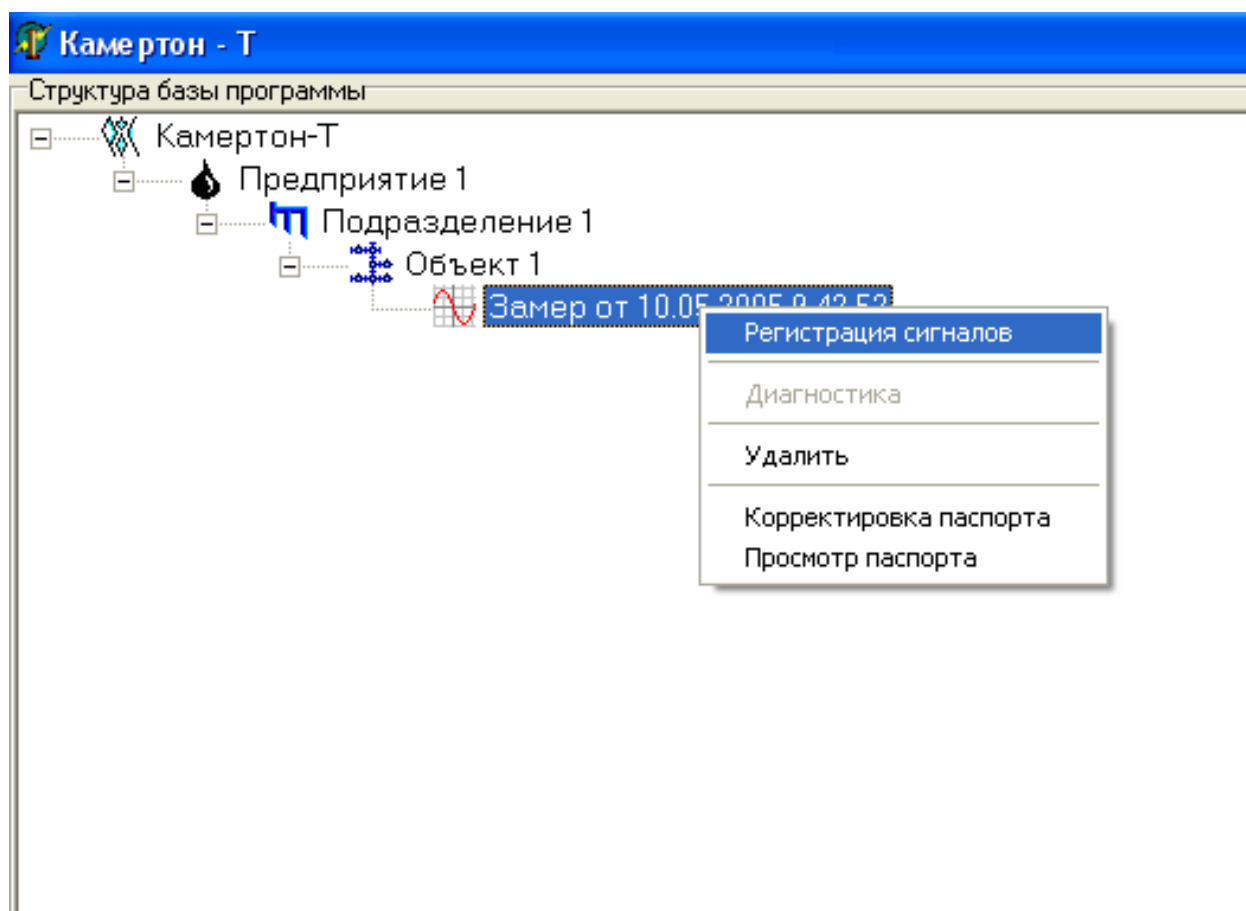 Камертон - Т
Структура базы программы
Камертон-Т
Предприятие 1
Подразделение 1
Объект 1
Замер от 10.05.2005 9:42:52
Регистрация сигналов
Диагностика
Удалить
Корректировка паспорта
Просмотр паспорта